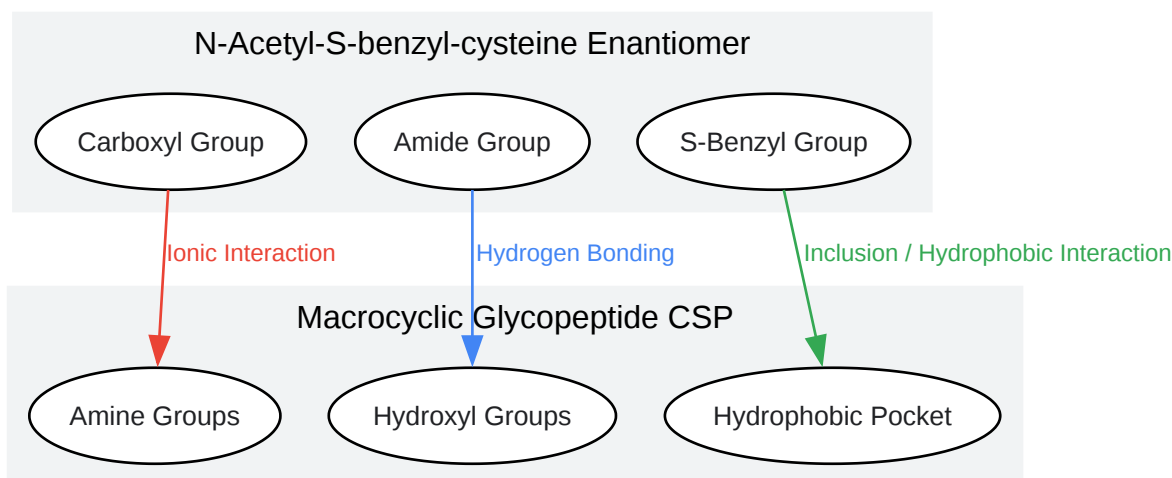 N-Acetyl-S-benzyl-cysteine Enantiomer
Carboxyl Group
Amide Group
S-Benzyl Group
Ionic Interaction
Hydrogen Bonding
Inclusion / Hydrophobic Interaction
Macrocyclic Glycopeptide CSP
Amine Groups
Hydroxyl Groups
Hydrophobic Pocket